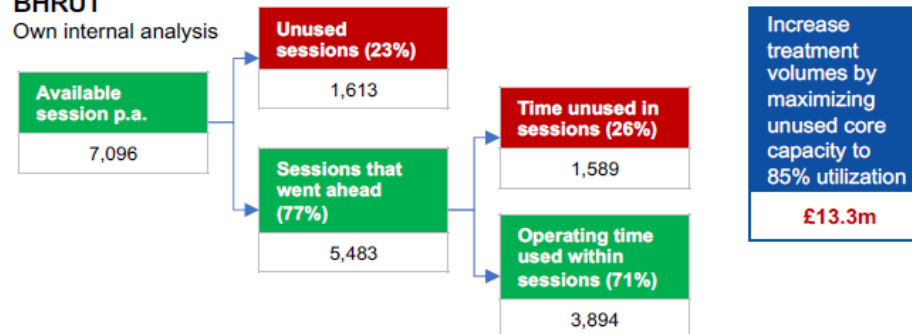 BHRUT
Own internal analysis
Available
session p.a.
7,096
Unused
sessions (23%)
1,613
Sessions that
went ahead
(77%)
5,483
Time unused in
sessions (26%)
1,589
Operating time
used within
sessions (71%)
3,894
Increase
treatment
volumes by
maximizing
unused core
capacity to
85% utilization
£13.3m